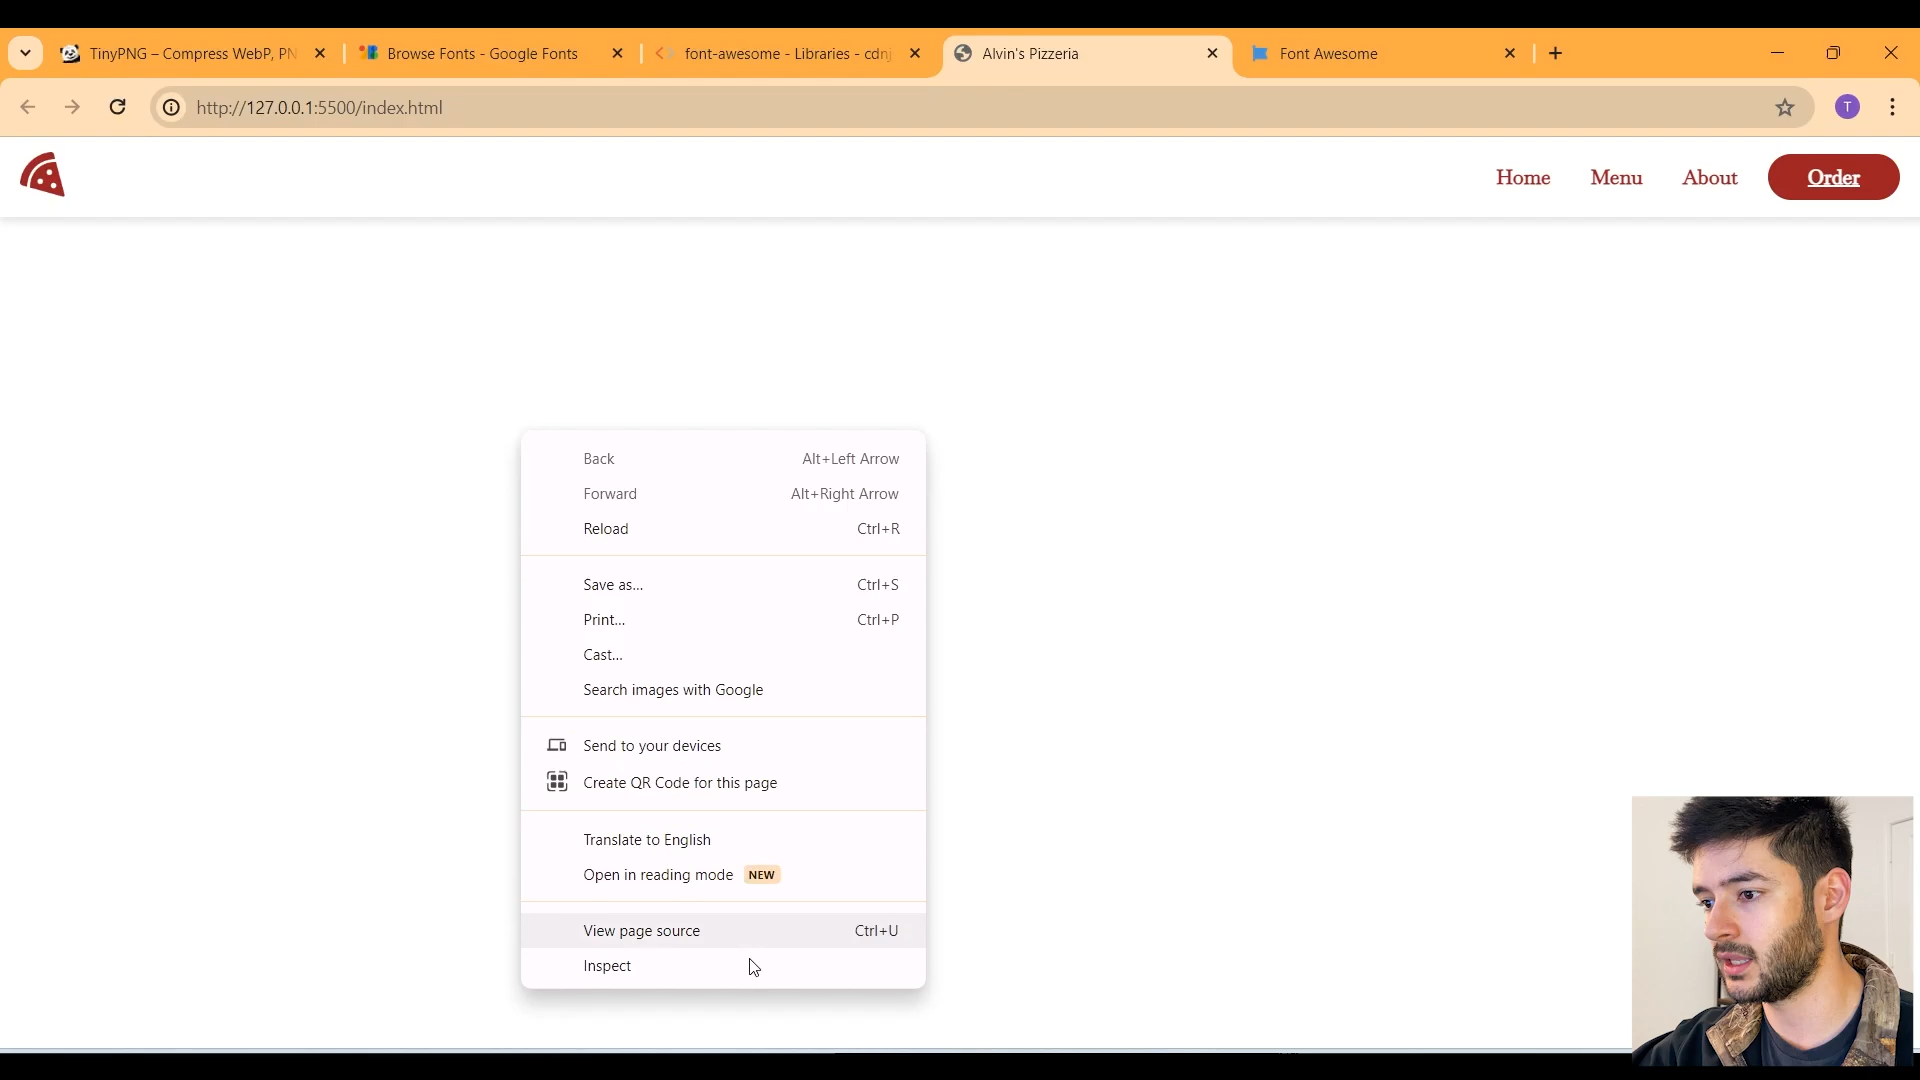 TinyPNG – Compress WebP, PN
Browse Fonts - Google Fonts
font-awesome - Libraries - cdnj
Alvin's Pizzeria
Font Awesome
http://127.0.0.1:5500/index.html
T
Home Menu About Order
Back Alt+Left Arrow
Forward Alt+Right Arrow
Reload Ctrl+R
Save as... Ctrl+S
Print... Ctrl+P
Cast...
Search images with Google
Send to your devices
Create QR Code for this page
Translate to English
Open in reading mode NEW
View page source Ctrl+U
Inspect